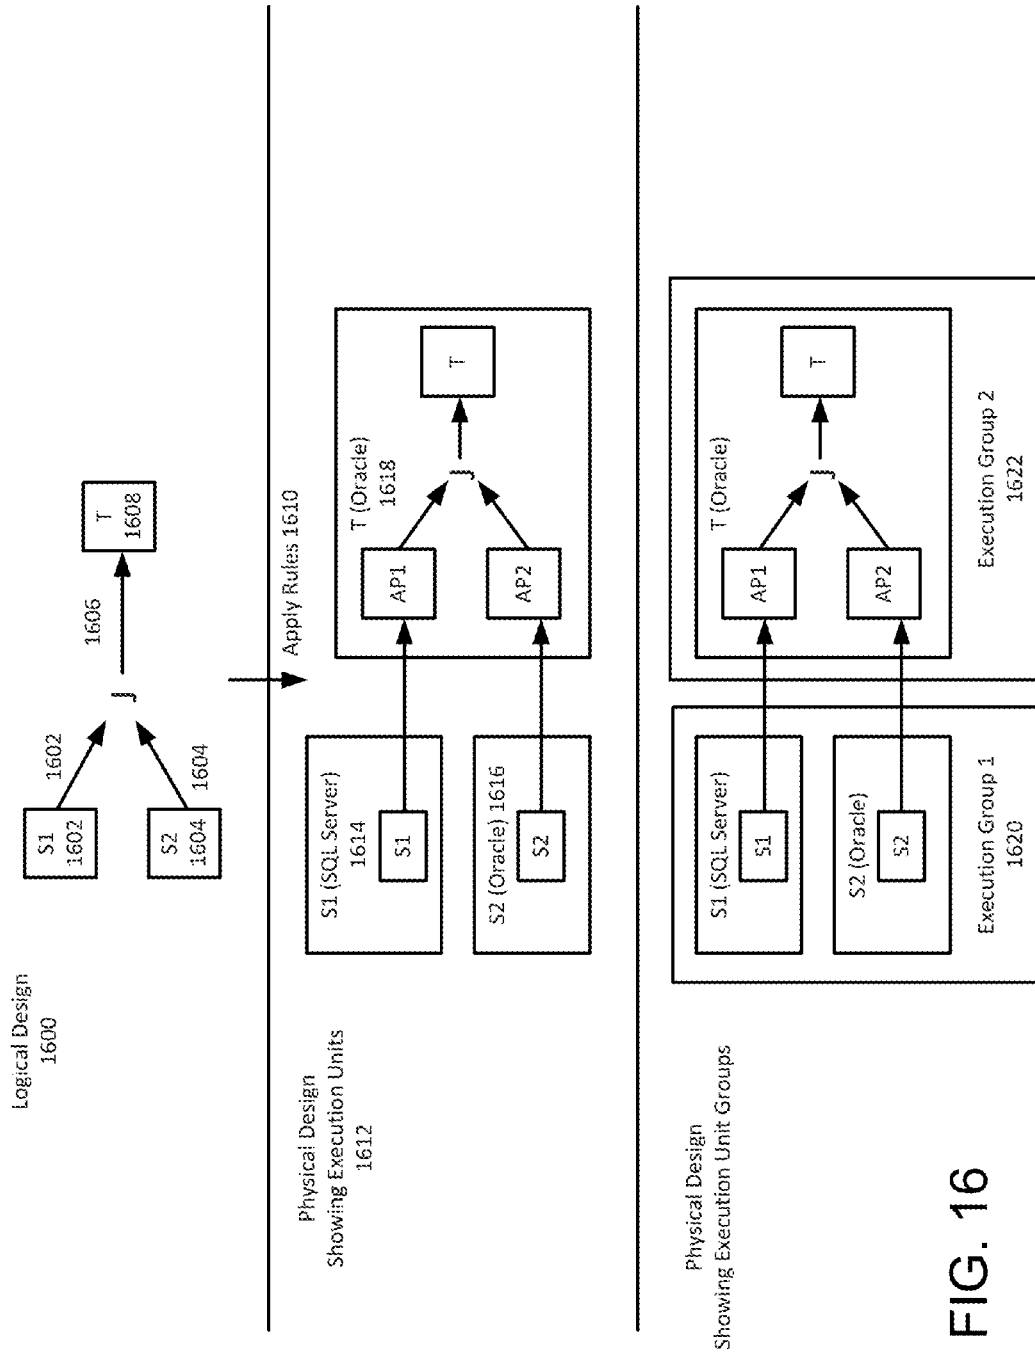 Logical Design
1600
S1
1602
S2
1604
1602
1604
J
1606
T
1608
Apply Rules 1610
Physical Design
Showing Execution Units
1612
S1 (SQL Server)
1614
S1
S2 (Oracle) 1616
S2
T (Oracle)
1618
AP1
AP2
J
T
Physical Design
Showing Execution Unit Groups
S1 (SQL Server)
S1
S2 (Oracle)
S2
Execution Group 1
1620
T (Oracle)
AP1
AP2
J
T
Execution Group 2
1622
FIG. 16